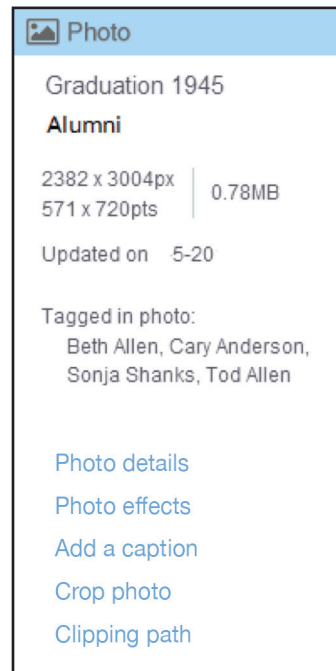 Photo
Graduation 1945
Alumni
2382 x 3004px
571 x 720pts
0.78MB
Updated on 5-20
Tagged in photo:
Beth Allen, Cary Anderson,
Sonja Shanks, Tod Allen
Photo details
Photo effects
Add a caption
Crop photo
Clipping path